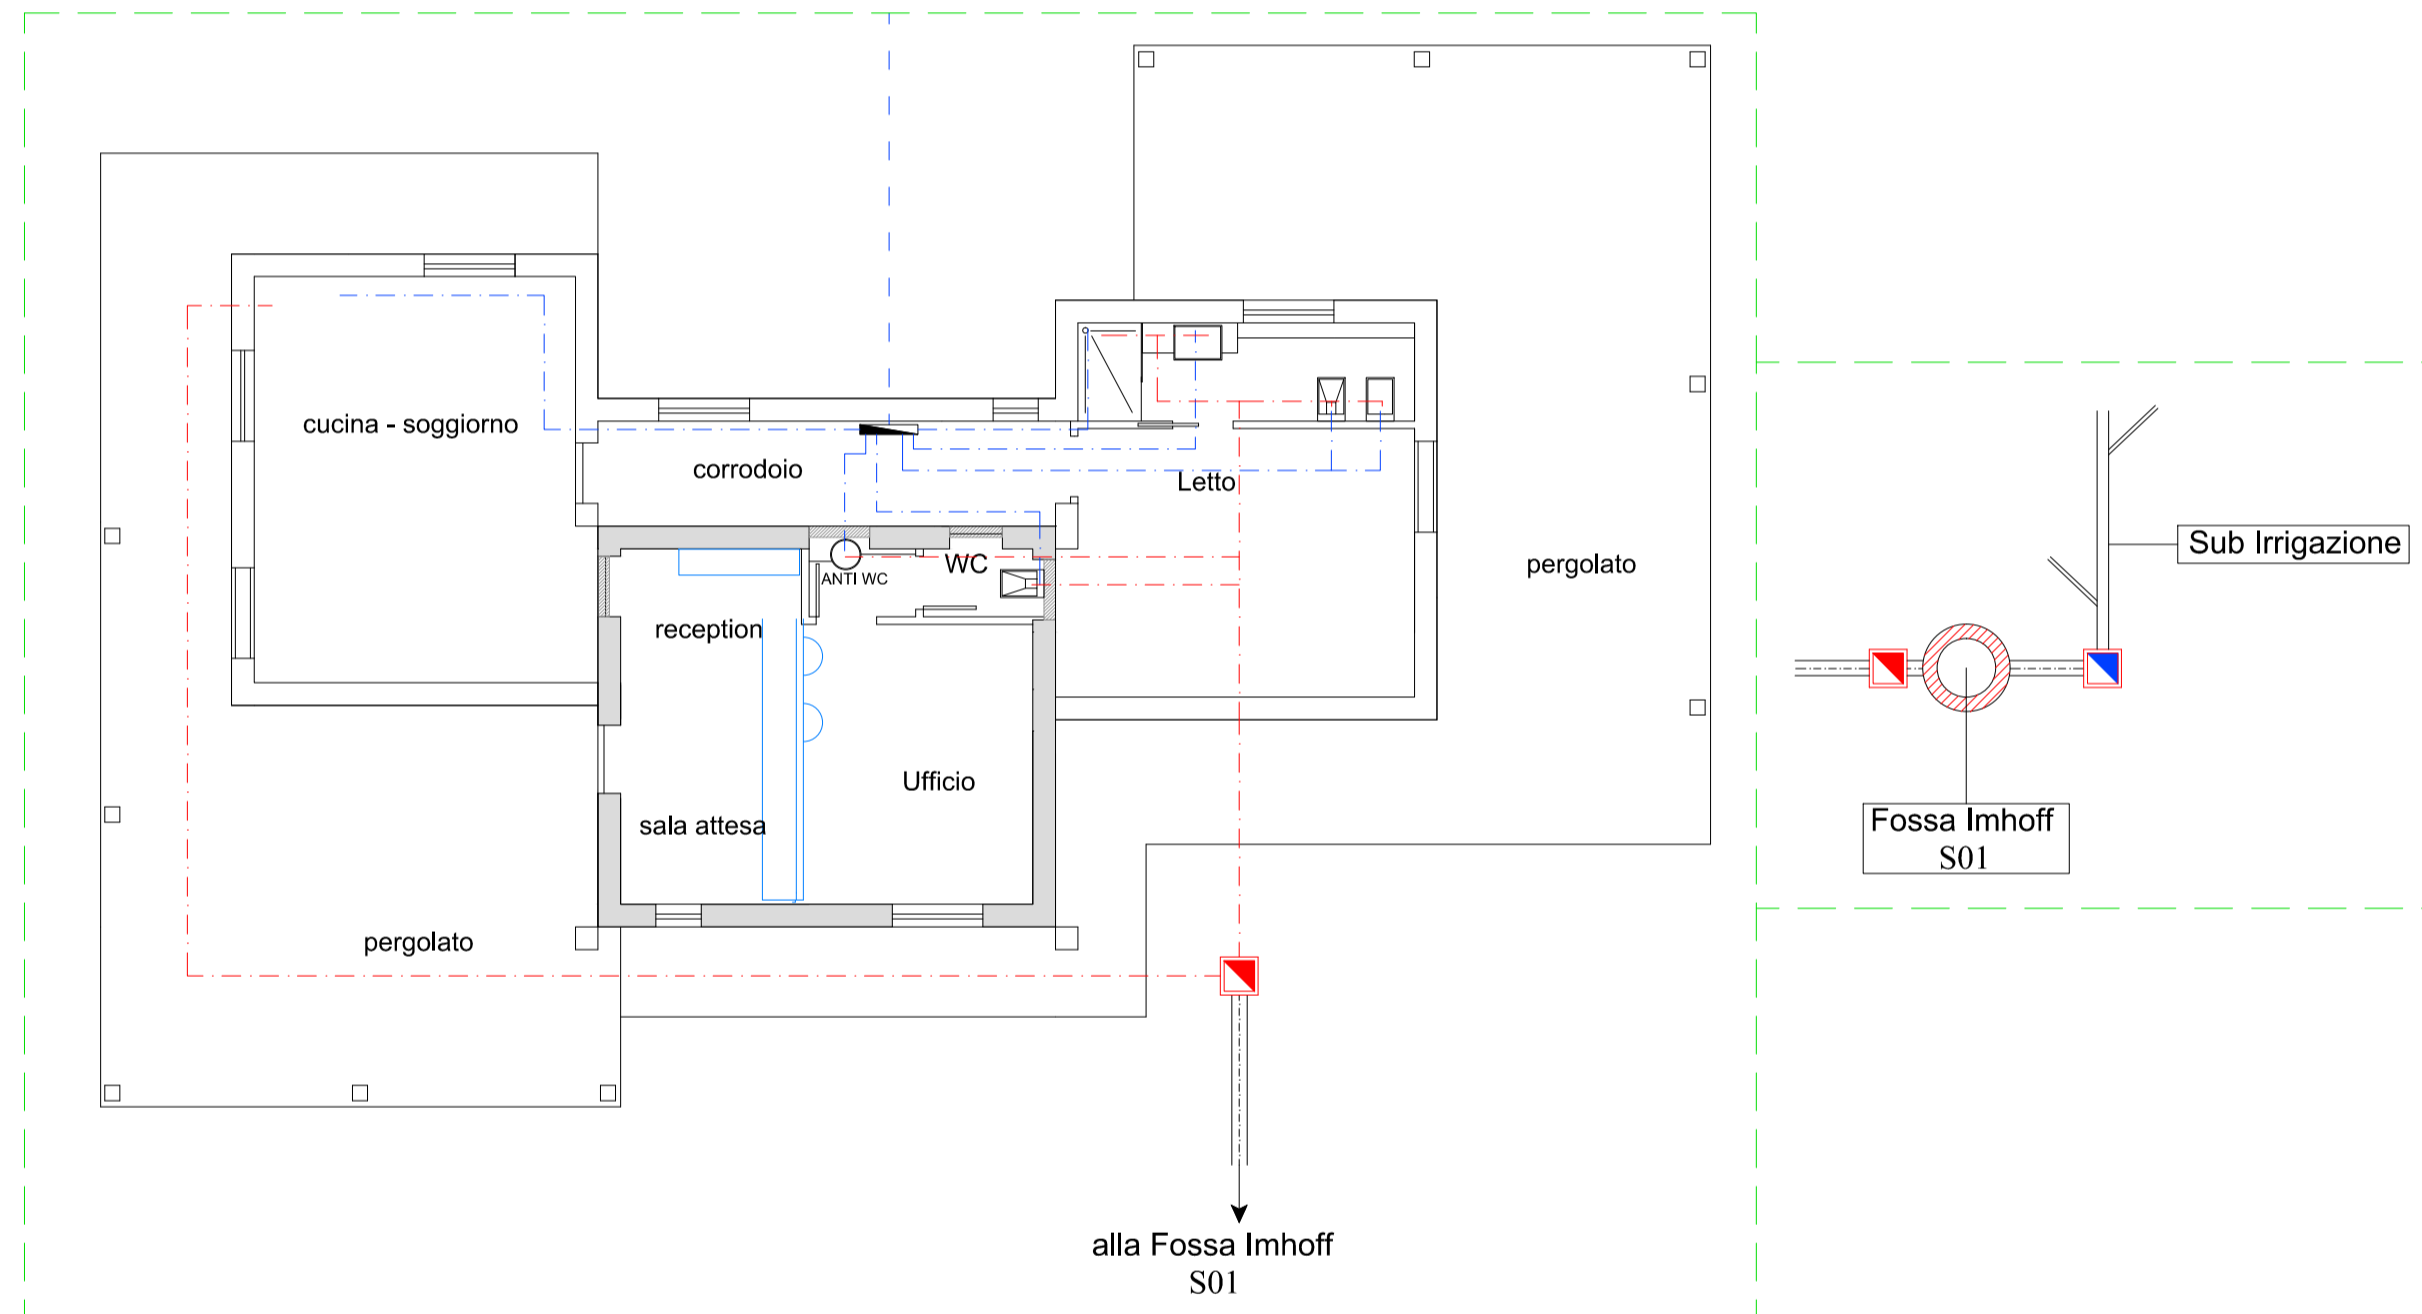 cucina - soggiorno
corrodoio
Letto
Sub Irrigazione
WC
pergolato
ANTI WC
reception
Ufficio
sala attesa
Fossa Imhoff
S01
pergolato
alla Fossa Imhoff
S01